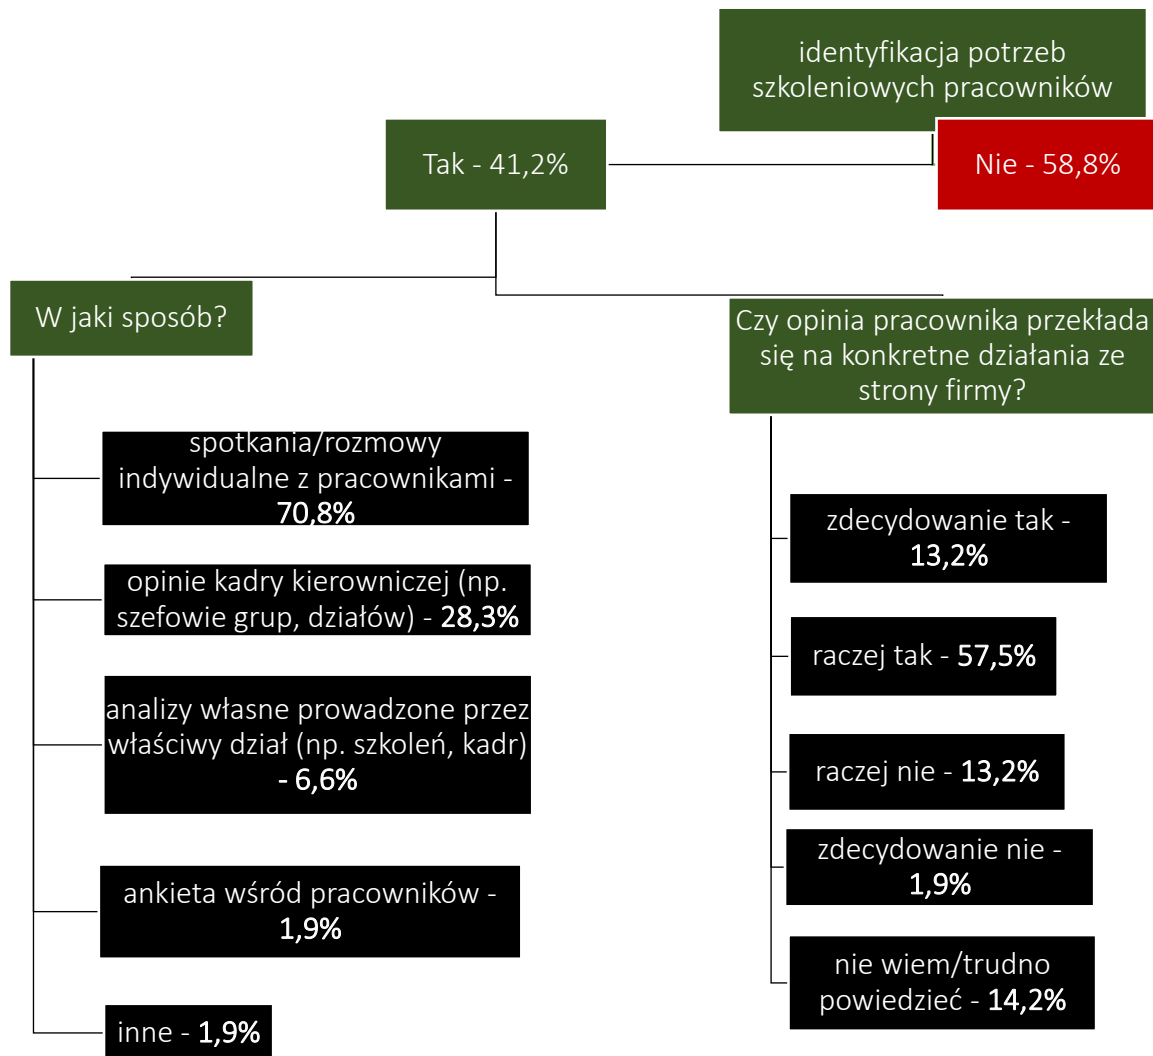 identyfikacja potrzeb
szkoleniowych pracowników
Tak - 41,2%
Nie - 58,8%
W jaki sposób?
spotkania/rozmowy
indywidualne z pracownikami -
70,8%
opinie kadry kierowniczej (np.
szefowie grup, działów) - 28,3%
analizy własne prowadzone przez
właściwy dział (np. szkoleń, kadr)
- 6,6%
ankieta wśród pracowników -
1,9%
inne - 1,9%
Czy opinia pracownika przekłada
się na konkretne działania ze
strony firmy?
zdecydowanie tak -
13,2%
raczej tak - 57,5%
raczej nie - 13,2%
zdecydowanie nie -
1,9%
nie wiem/trudno
powiedzieć - 14,2%